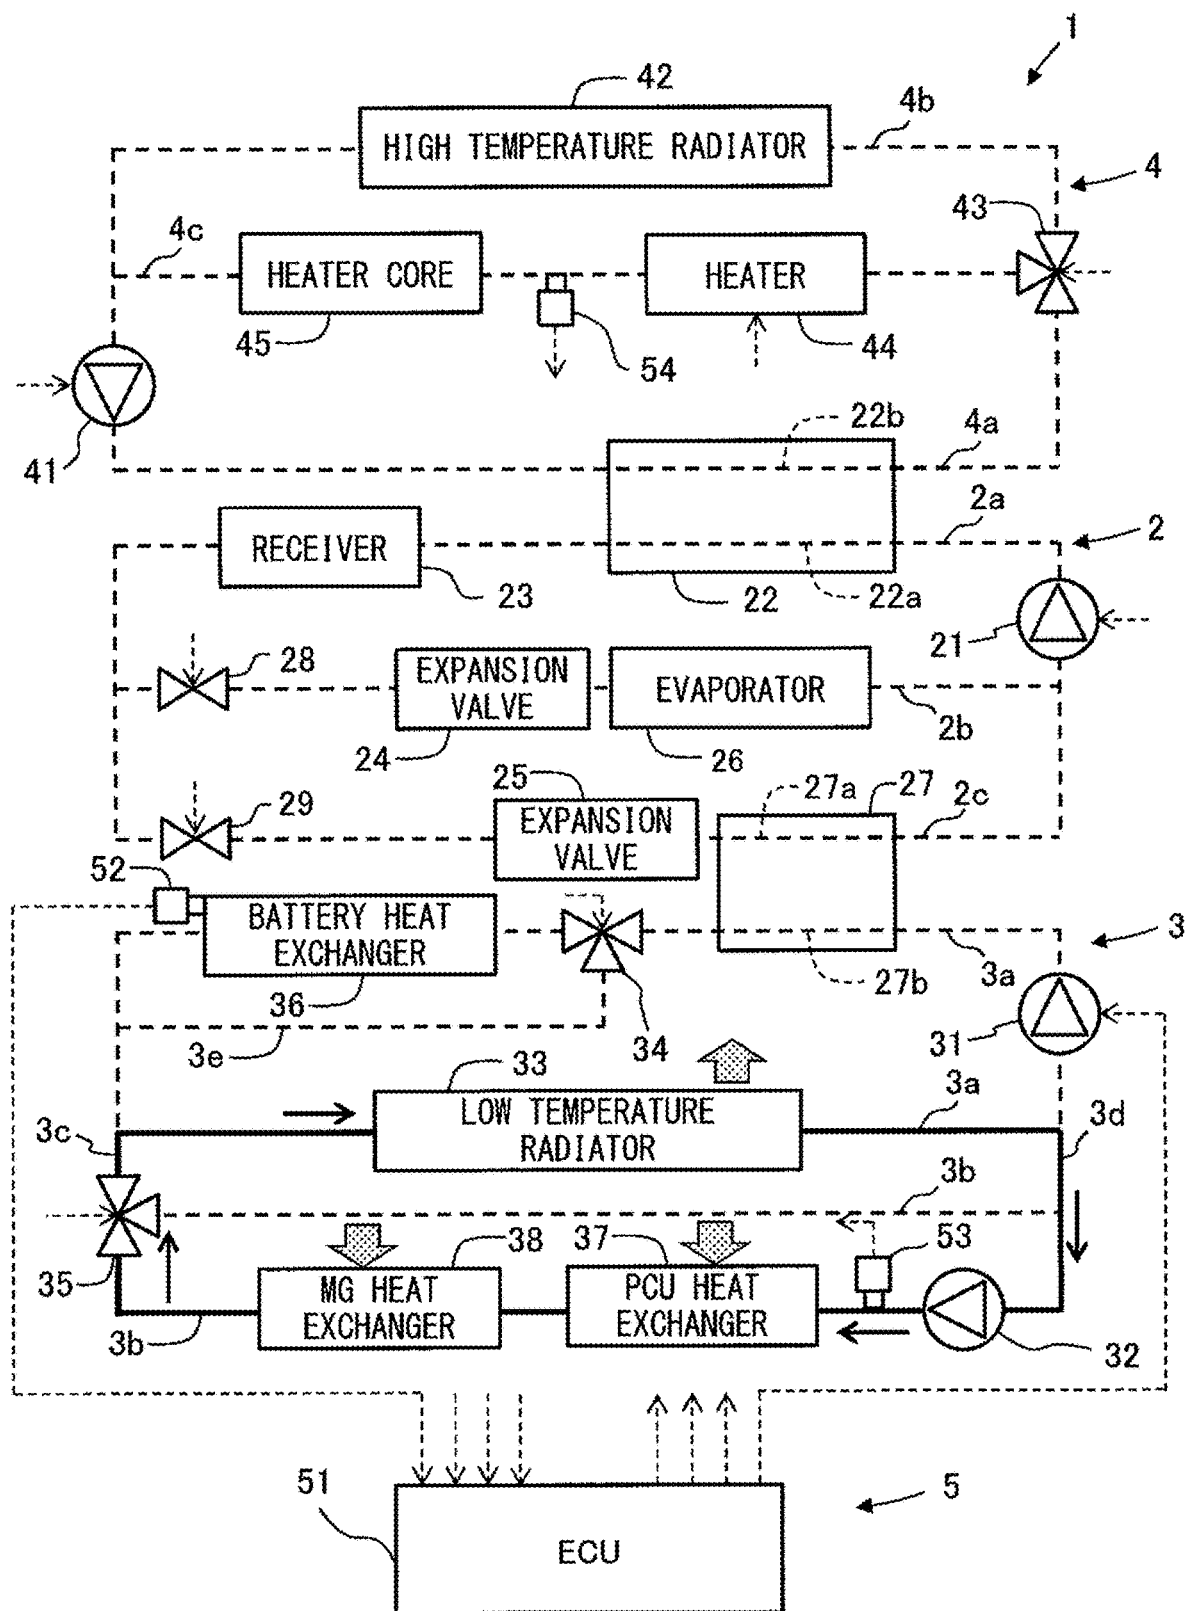 1
42
4b
HIGH TEMPERATURE RADIATOR
4
43
4c
HEATER CORE
HEATER
45
54
44
41
22b
4a
2a
2
RECEIVER
23
22
22a
21
28
EXPANSION
VALVE
EVAPORATOR
24
26
2b
25
27a
27
2c
29
EXPANSION
VALVE
52
BATTERY HEAT
EXCHANGER
3
36
27b
3a
3e
34
31
33
3a
3d
3c
LOW TEMPERATURE
RADIATOR
3b
38
37
53
35
MG HEAT
EXCHANGER
PCU HEAT
EXCHANGER
3b
32
51
5
ECU